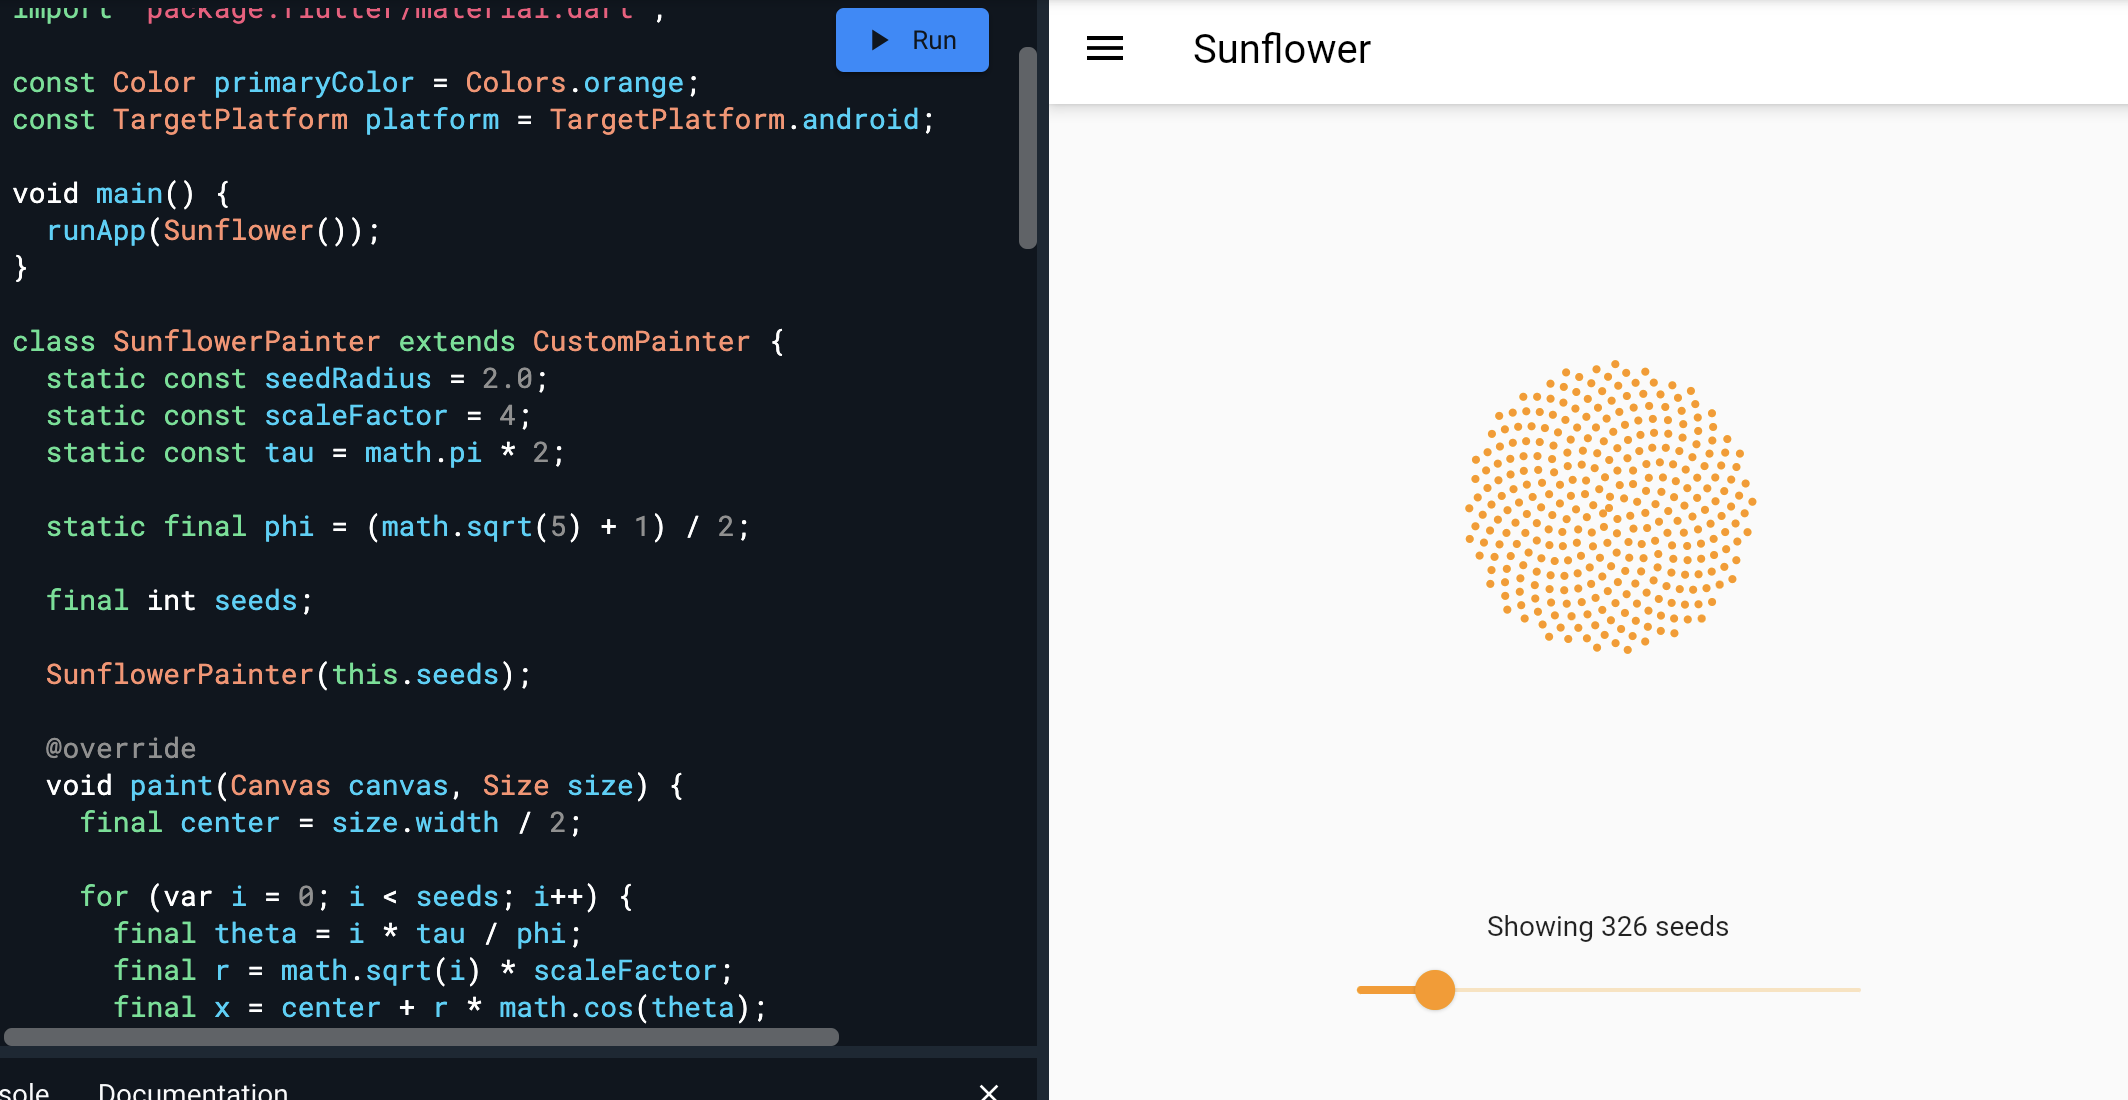 import 'package:flutter/material.dart';
const Color primaryColor = Colors.orange;
const TargetPlatform platform = TargetPlatform.android;
void main() {
runApp(Sunflower());
}
class SunflowerPainter extends CustomPainter {
static const seedRadius = 2.0;
static const scaleFactor = 4;
static const tau = math.pi * 2;
static final phi = (math.sqrt(5) + 1) / 2;
final int seeds;
SunflowerPainter(this.seeds);
@override
void paint(Canvas canvas, Size size) {
final center = size.width / 2;
for (var i = 0; i < seeds; i++) {
final theta = i * tau / phi;
final r = math.sqrt(i) * scaleFactor;
final x = center + r * math.cos(theta);
sole Documentation
Run
Sunflower
Showing 326 seeds